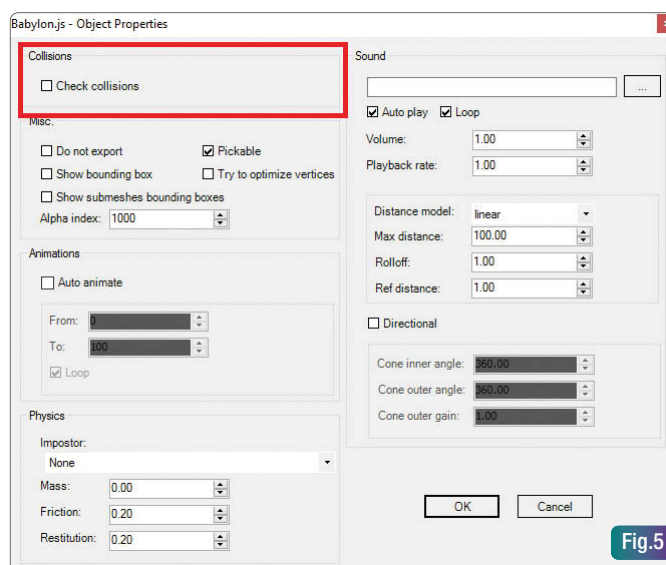 Babylon.js - Object Properties
Collisions
Check collisions
Misc.
Do not export Pickable
Show bounding box Try to optimize vertices
Show submeshes bounding boxes
Alpha index: 1000
Animations
Auto animate
From: 0
To: 100
Loop
Physics
Impostor:
None
Mass: 0.00
Friction: 0.20
Restitution: 0.20
Sound
...
Auto play Loop
Volume: 1.00
Playback rate: 1.00
Distance model: linear
Max distance: 100.00
Rolloff: 1.00
Ref distance: 1.00
Directional
Cone inner angle: 360.00
Cone outer angle: 360.00
Cone outer gain: 1.00
OK Cancel
Fig.5